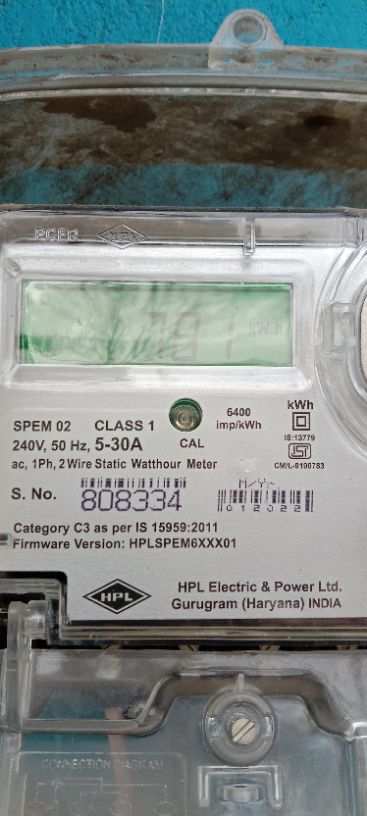 781 kWh
SPEM 02 CLASS 1
240V, 50 Hz, 5-30A
CAL
6400
imp/kWh
kWh
IS:13779
CM/L-9190783
ac, 1Ph, 2 Wire Static Watthour Meter
S. No. 808334
M/Yr.
012022
Category C3 as per IS 15959:2011
Firmware Version: HPLSPEM6XXX01
HPL
HPL Electric & Power Ltd.
Gurugram (Haryana) INDIA
CONNECTION DIAGRAM